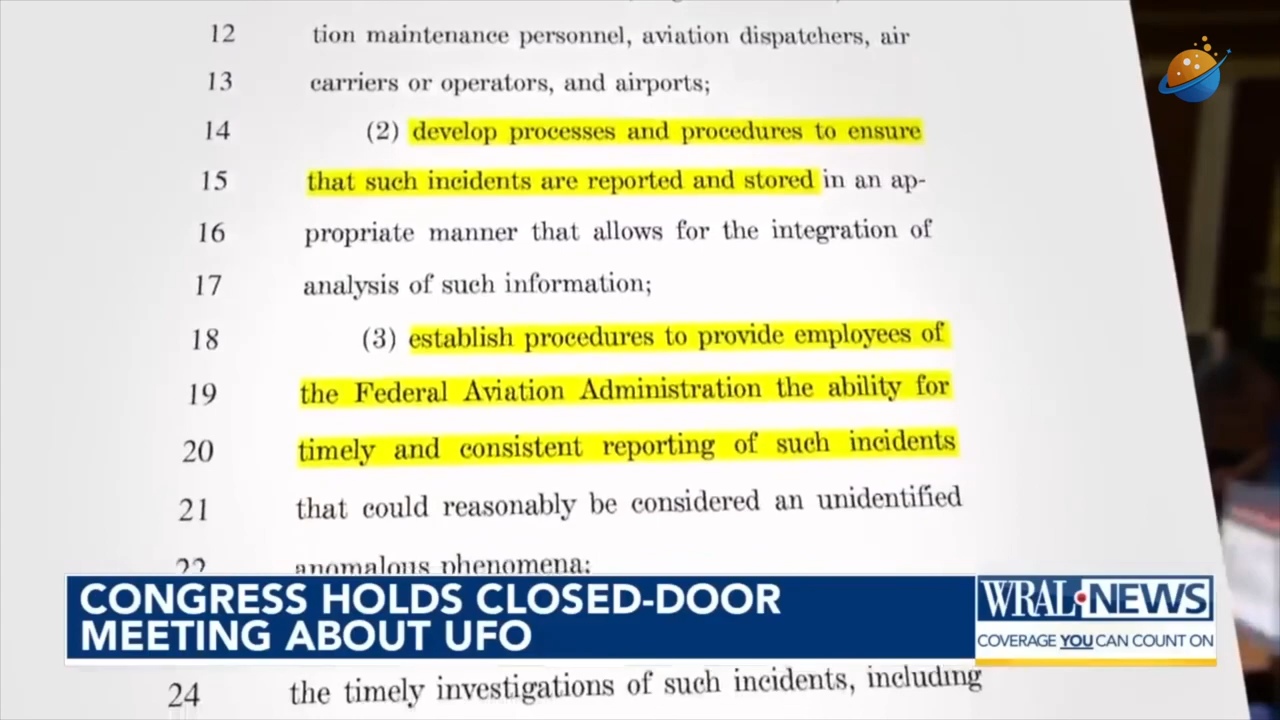 12 tion maintenance personnel, aviation dispatchers, air
13 carriers or operators, and airports;
14 (2) develop processes and procedures to ensure
15 that such incidents are reported and stored in an ap-
16 propriate manner that allows for the integration of
17 analysis of such information;
18 (3) establish procedures to provide employees of
19 the Federal Aviation Administration the ability for
20 timely and consistent reporting of such incidents
21 that could reasonably be considered an unidentified
22 anomalous phenomena;
CONGRESS HOLDS CLOSED-DOOR
MEETING ABOUT UFO
WRAL NEWS
COVERAGE YOU CAN COUNT ON
24 the timely investigations of such incidents, including